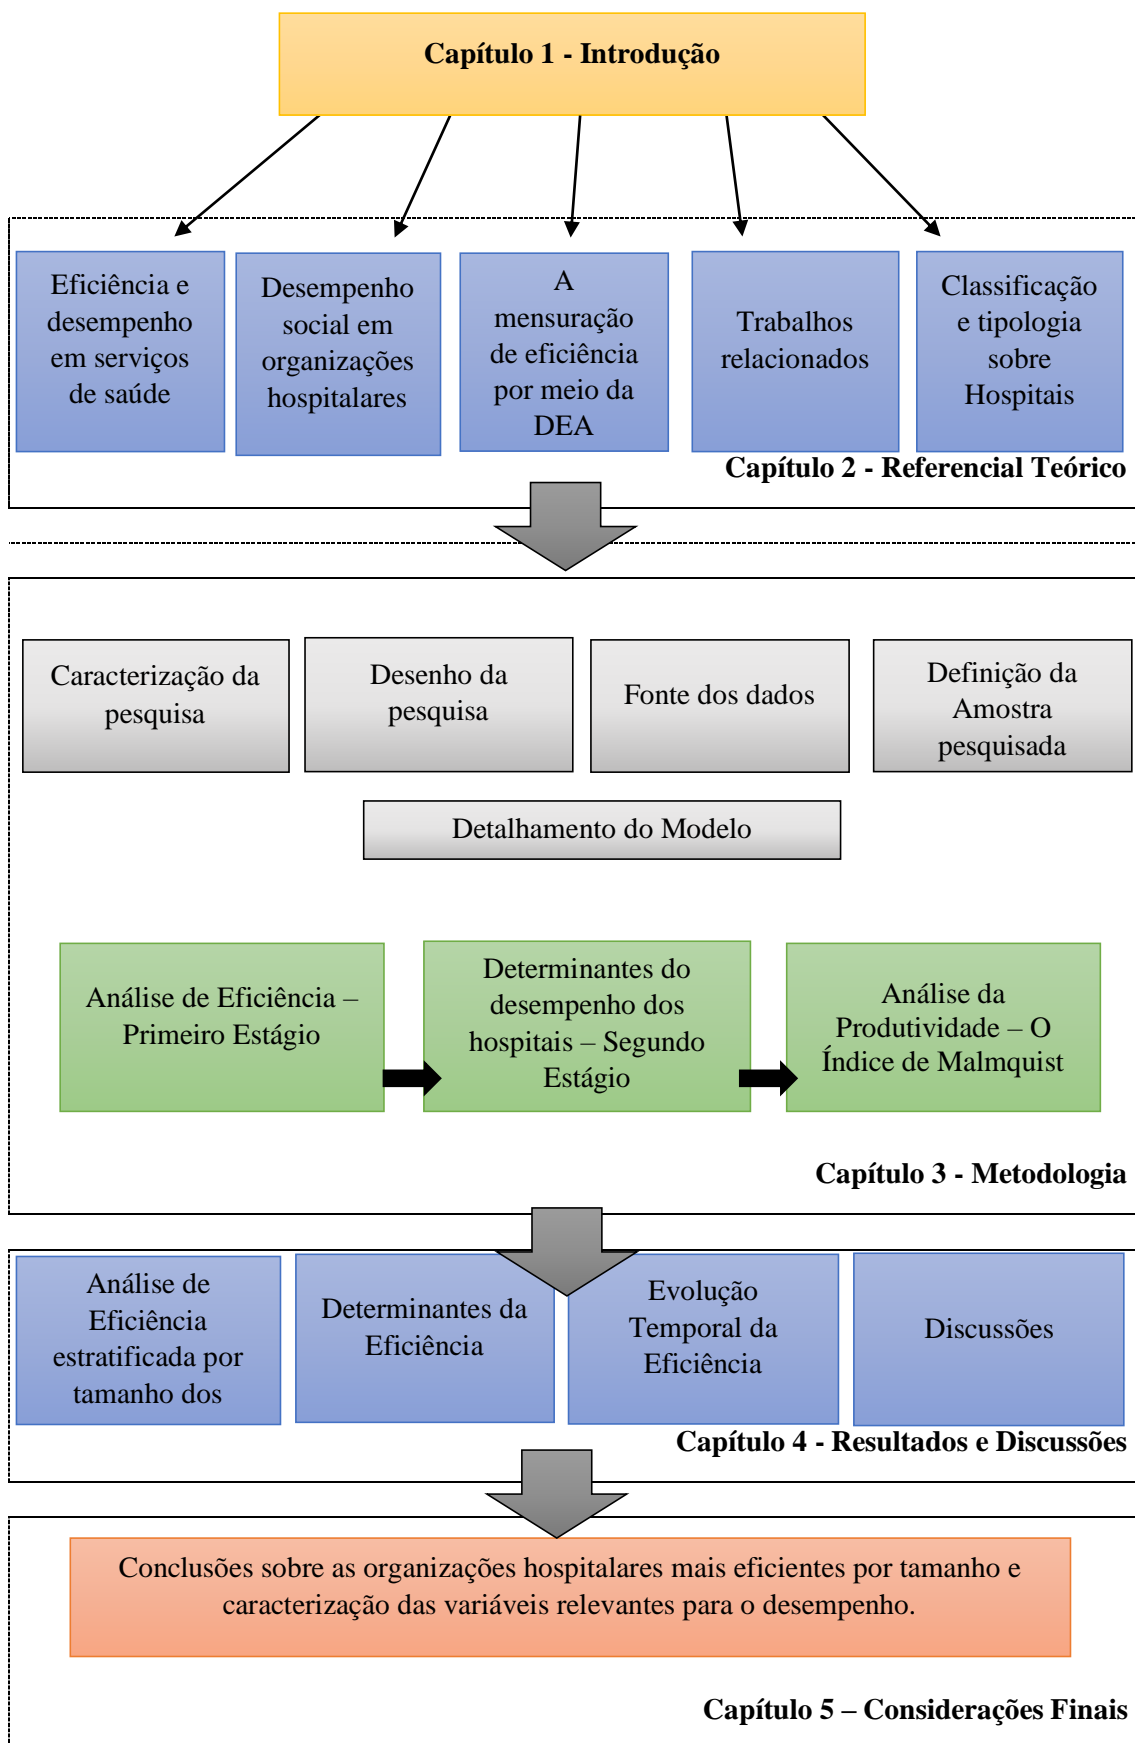 Capítulo 1 - Introdução
Eficiência e
desempenho
em serviços
de saúde
Desempenho
social em
organizações
hospitalares
A
mensuração
de eficiência
por meio da
DEA
Trabalhos
relacionados
Classificação
e tipologia
sobre
Hospitais
Capítulo 2 - Referencial Teórico
Caracterização da
pesquisa
Desenho da
pesquisa
Fonte dos dados
Definição da
Amostra
pesquisada
Detalhamento do Modelo
Análise de Eficiência –
Primeiro Estágio
Determinantes do
desempenho dos
hospitais – Segundo
Estágio
Análise da
Produtividade – O
Índice de Malmquist
Capítulo 3 - Metodologia
Análise de
Eficiência
estratificada por
tamanho dos
Determinantes da
Eficiência
Evolução
Temporal da
Eficiência
Discussões
Capítulo 4 - Resultados e Discussões
Conclusões sobre as organizações hospitalares mais eficientes por tamanho e
caracterização das variáveis relevantes para o desempenho.
Capítulo 5 – Considerações Finais